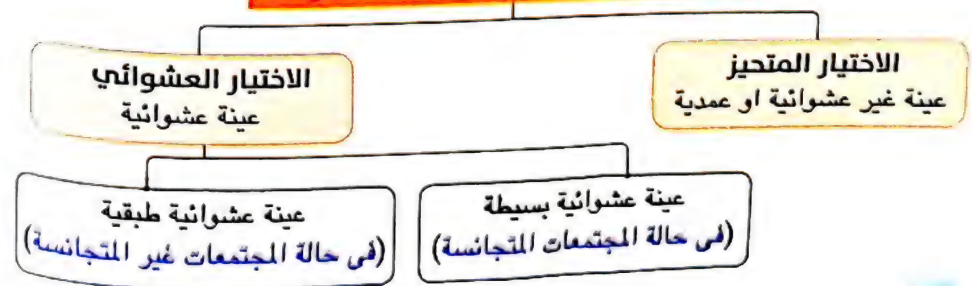 الاختيار المتحيز
عينة غير عشوائية او عمدية
الاختيار العشوائي
عينة عشوائية
عينة عشوائية بسيطة
(فى حالة المجتمعات المتجانسة)
عينة عشوائية طبقية
(فى حالة المجتمعات غير المتجانسة)